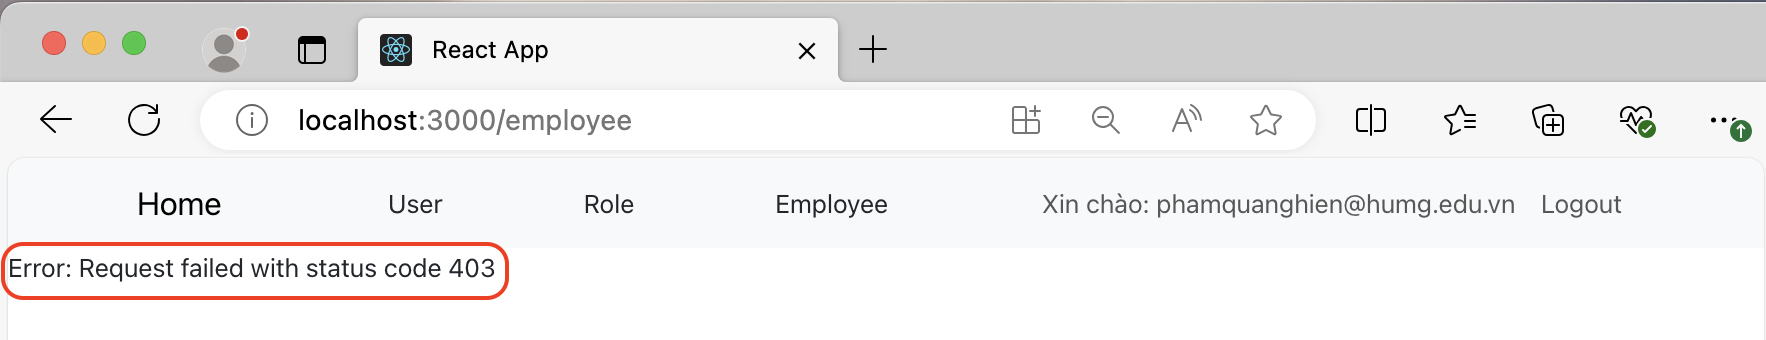 React App
localhost:3000/employee
Home User Role Employee Xin chào: phamquanghien@humg.edu.vn Logout
Error: Request failed with status code 403